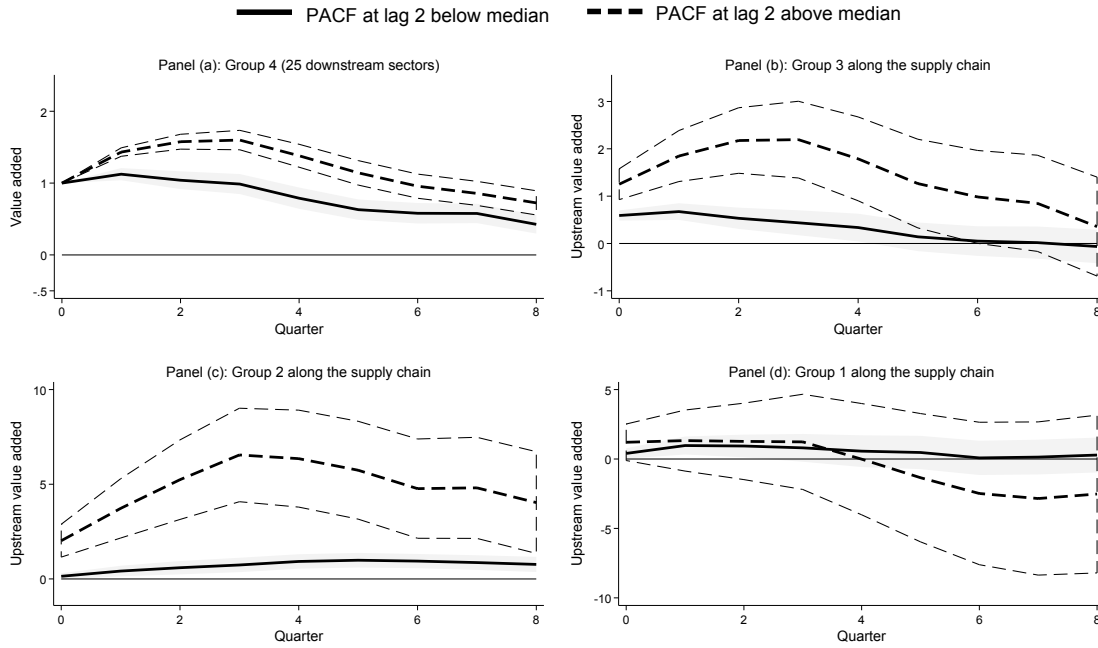 PACF at lag 2 below median PACF at lag 2 above median
Panel (a): Group 4 (25 downstream sectors)
Value added
2
1
0
-.5
0 2 4 6 8
Quarter
Panel (b): Group 3 along the supply chain
Upstream value added
3
2
1
0
-1
0 2 4 6 8
Quarter
Panel (c): Group 2 along the supply chain
Upstream value added
10
5
0
0 2 4 6 8
Quarter
Panel (d): Group 1 along the supply chain
Upstream value added
5
0
-5
-10
0 2 4 6 8
Quarter